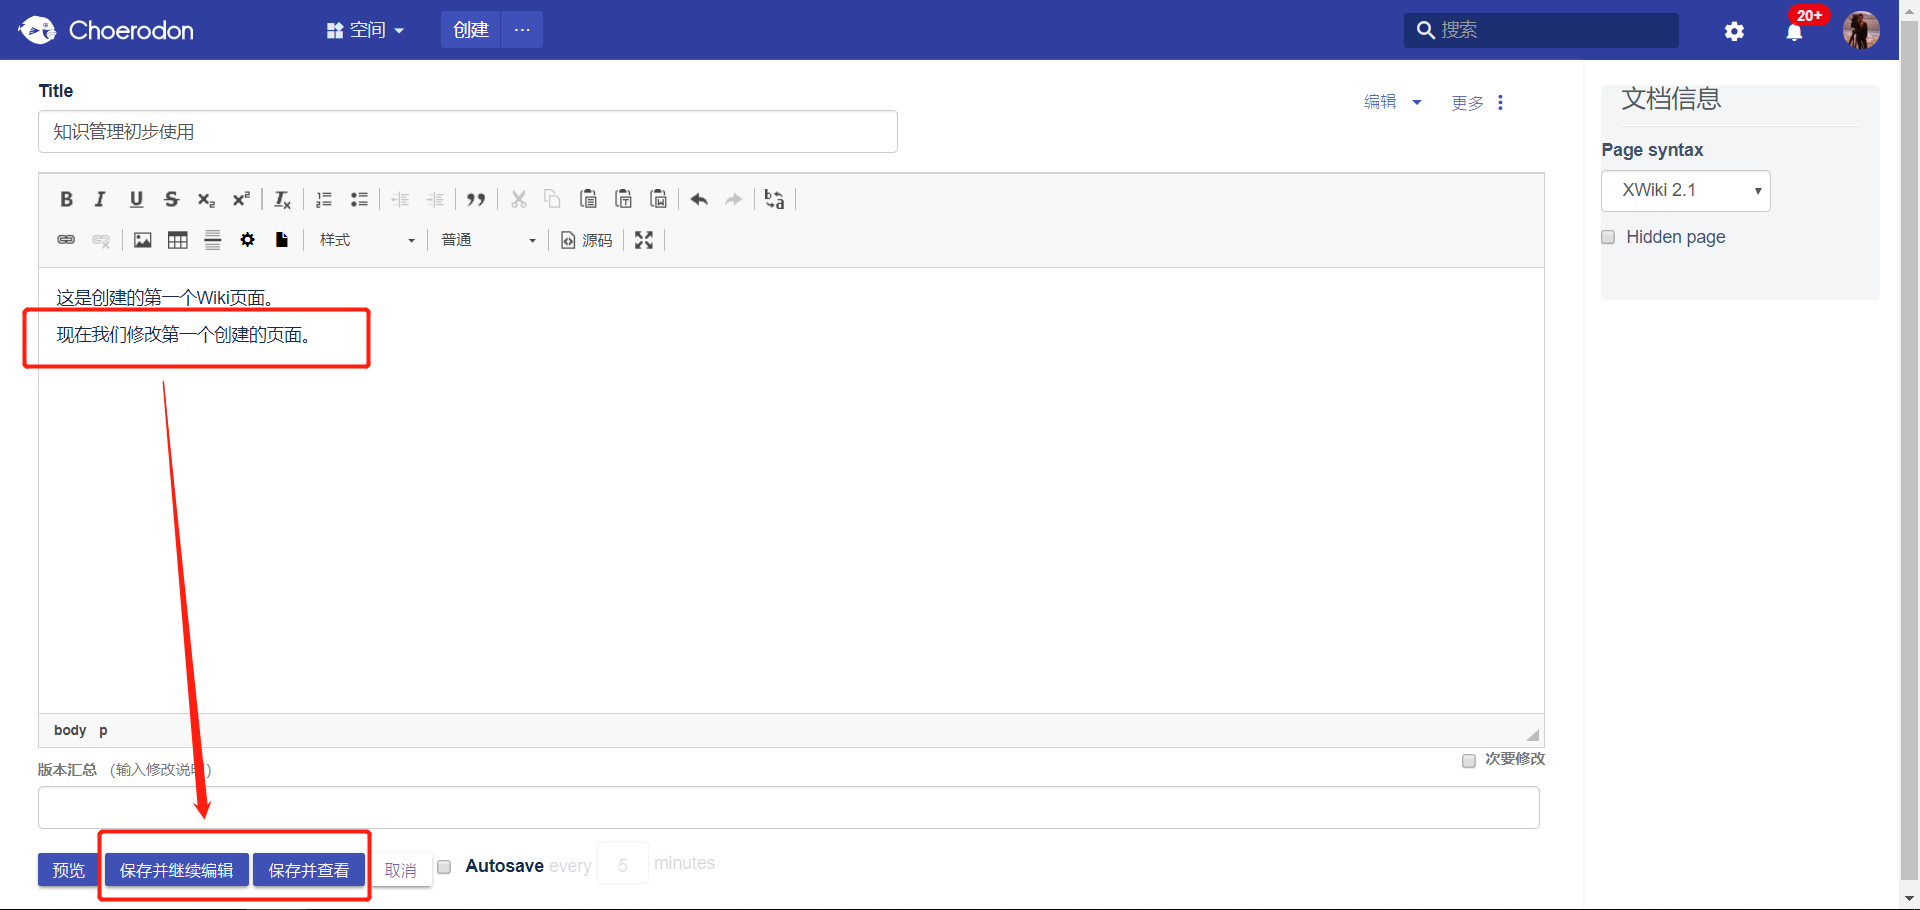 Choerodon
空间
创建
搜索
20+
Title
知识管理初步使用
编辑
更多
文档信息
Page syntax
XWiki 2.1
Hidden page
样式
普通
源码
这是创建的第一个Wiki页面。
现在我们修改第一个创建的页面。
body p
版本汇总 (输入修改说明)
次要修改
预览 保存并继续编辑 保存并查看 取消 Autosave every 5 minutes